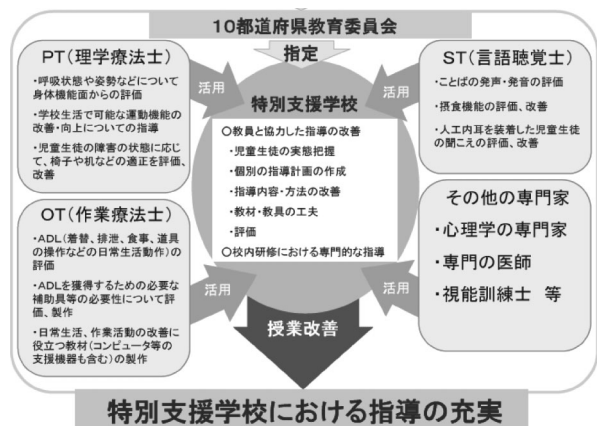 10都道府県教育委員会
指定
PT(理学療法士)
・呼吸状態や姿勢などについて
身体機能面からの評価
・学校生活で可能な運動機能の
改善・向上についての指導
・児童生徒の障害の状態に応じ
て、椅子や机などの適正を評価、
改善
活用
ST(言語聴覚士)
・ことばの発声・発音の評価
・摂食機能の評価、改善
・人工内耳を装着した児童生徒
の聞こえの評価、改善
活用
特別支援学校
○教員と協力した指導の改善
・児童生徒の実態把握
・個別の指導計画の作成
・指導内容・方法の改善
・教材・教具の工夫
・評価
○校内研修における専門的な指導
OT(作業療法士)
・ADL(着替、排泄、食事、道具
の操作などの日常生活動作)の
評価
・ADLを獲得するための必要な
補助具等の必要性について評
価、製作
・日常生活、作業活動の改善に
役立つ教材(コンピュータ等の
支援機器も含む)の製作
活用
その他の専門家
・心理学の専門家
・専門の医師
・視能訓練士 等
活用
授業改善
特別支援学校における指導の充実